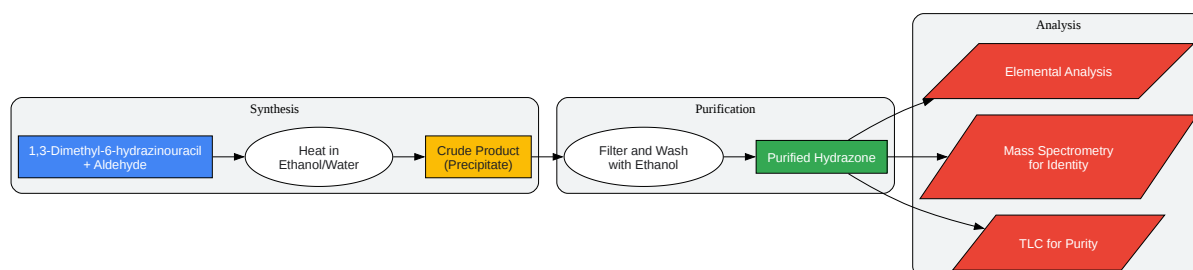 Synthesis
1,3-Dimethyl-6-hydrazinouracil
+ Aldehyde
Heat in
Ethanol/Water
Crude Product
(Precipitate)
Purification
Filter and Wash
with Ethanol
Purified Hydrazone
Analysis
Elemental Analysis
Mass Spectrometry
for Identity
TLC for Purity